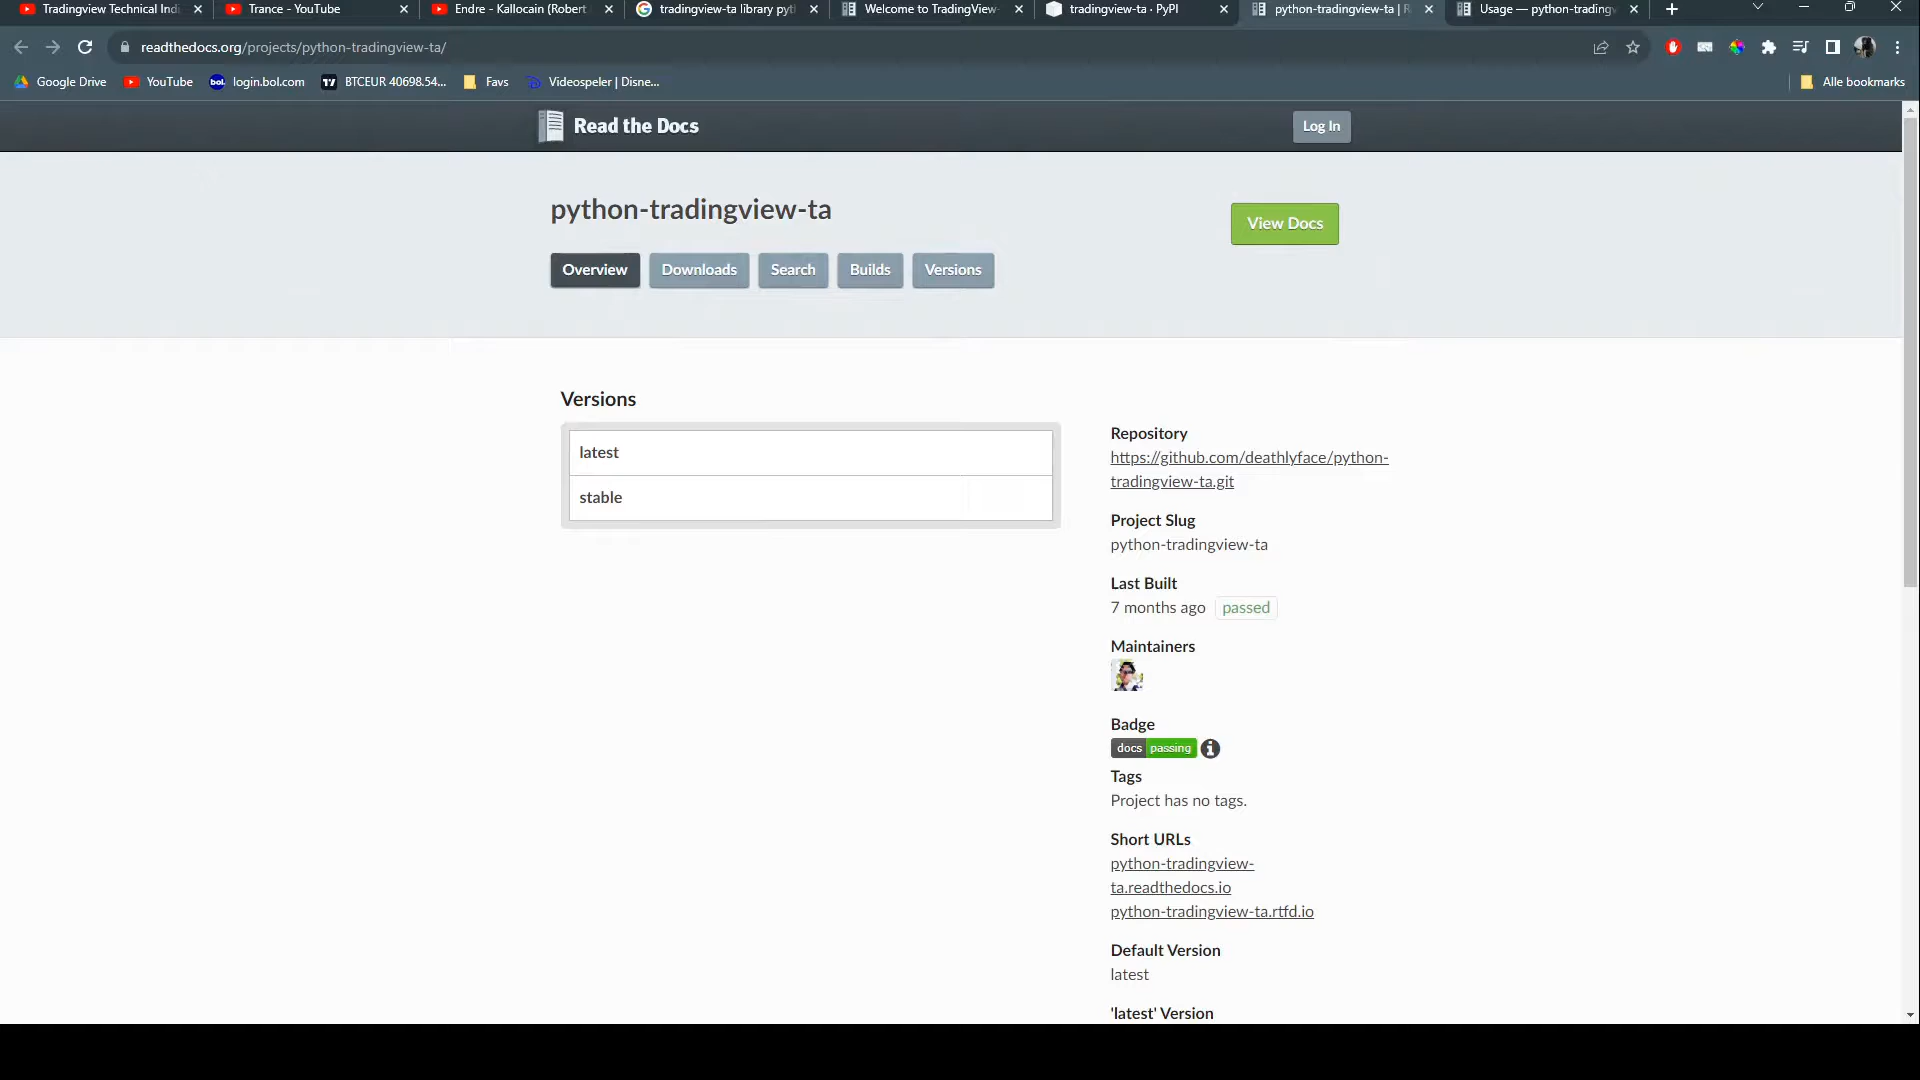 Tradingview Technical Indi
Trance - YouTube
Endre - Kallocain (Robert
tradingview-ta library pyt
Welcome to TradingView-
tradingview-ta · PyPI
python-tradingview-ta | R
Usage — python-tradingv
readthedocs.org/projects/python-tradingview-ta/
Google Drive
YouTube
bol.
login.bol.com
BTCEUR 40698.54...
Favs
Videospeler | Disne...
Alle bookmarks
Read the Docs
Log In
python-tradingview-ta
View Docs
Overview
Downloads
Search
Builds
Versions
Versions
latest
stable
Repository
https://github.com/deathlyface/python-
tradingview-ta.git
Project Slug
python-tradingview-ta
Last Built
7 months ago passed
Maintainers
Badge
docs passing
Tags
Project has no tags.
Short URLs
python-tradingview-
ta.readthedocs.io
python-tradingview-ta.rtfd.io
Default Version
latest
'latest' Version